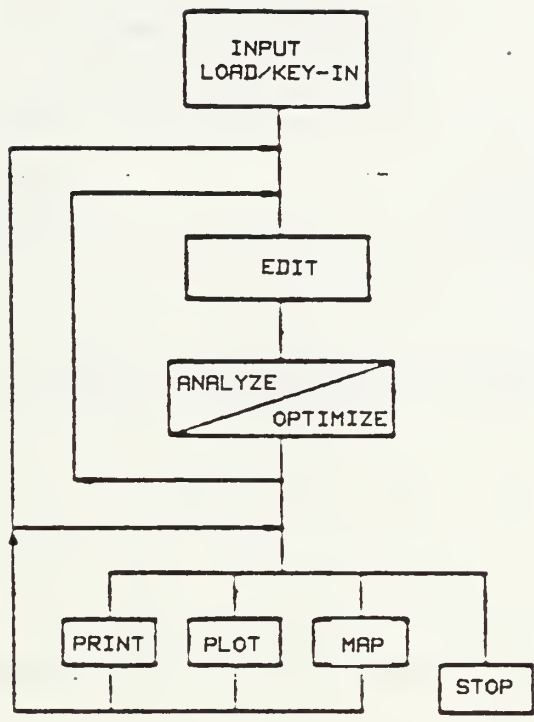 INPUT
LOAD/KEY-IN
EDIT
ANALYZE
OPTIMIZE
PRINT
PLOT
MAP
STOP